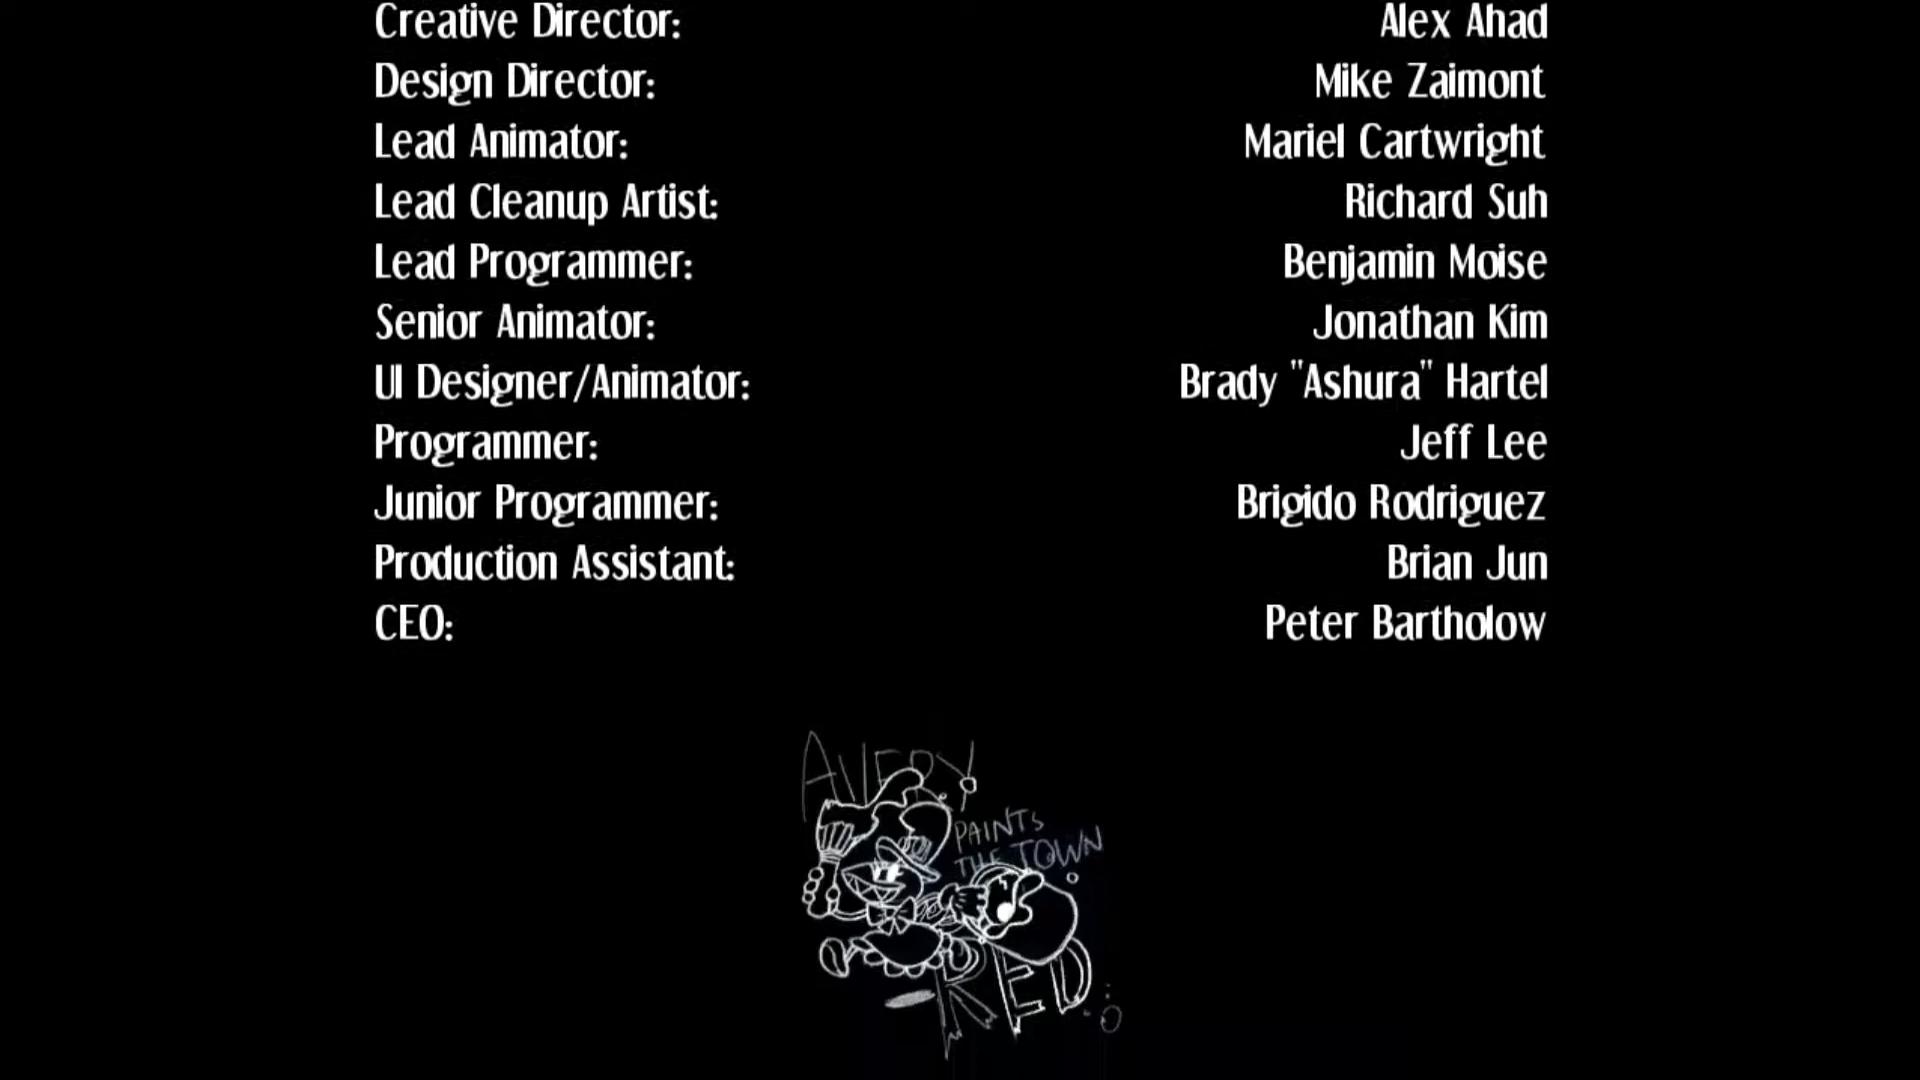 Creative Director: Alex Ahad
Design Director: Mike Zaimont
Lead Animator: Mariel Cartwright
Lead Cleanup Artist: Richard Suh
Lead Programmer: Benjamin Moise
Senior Animator: Jonathan Kim
UI Designer/Animator: Brady "Ashura" Hartel
Programmer: Jeff Lee
Junior Programmer: Brigido Rodriguez
Production Assistant: Brian Jun
CEO: Peter Bartholow
AVERY
PAINTS
THE TOWN
RED